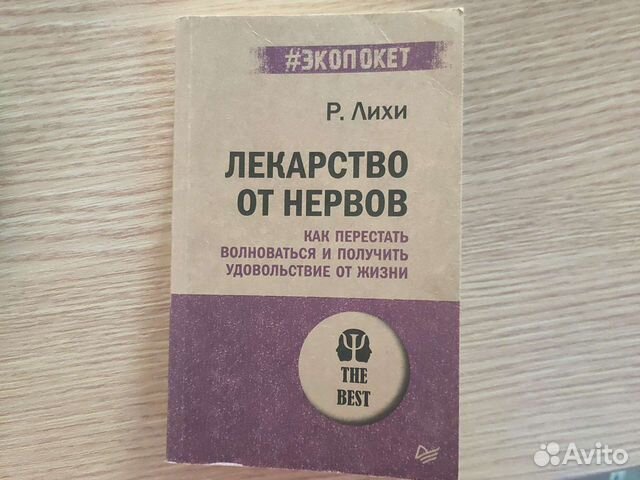 #ЭКОПОКЕТ
Р. Лихи
ЛЕКАРСТВО
ОТ НЕРВОВ
КАК ПЕРЕСТАТЬ
ВОЛНОВАТЬСЯ И ПОЛУЧИТЬ
УДОВОЛЬСТВИЕ ОТ ЖИЗНИ
Ψ
THE
BEST
Avito